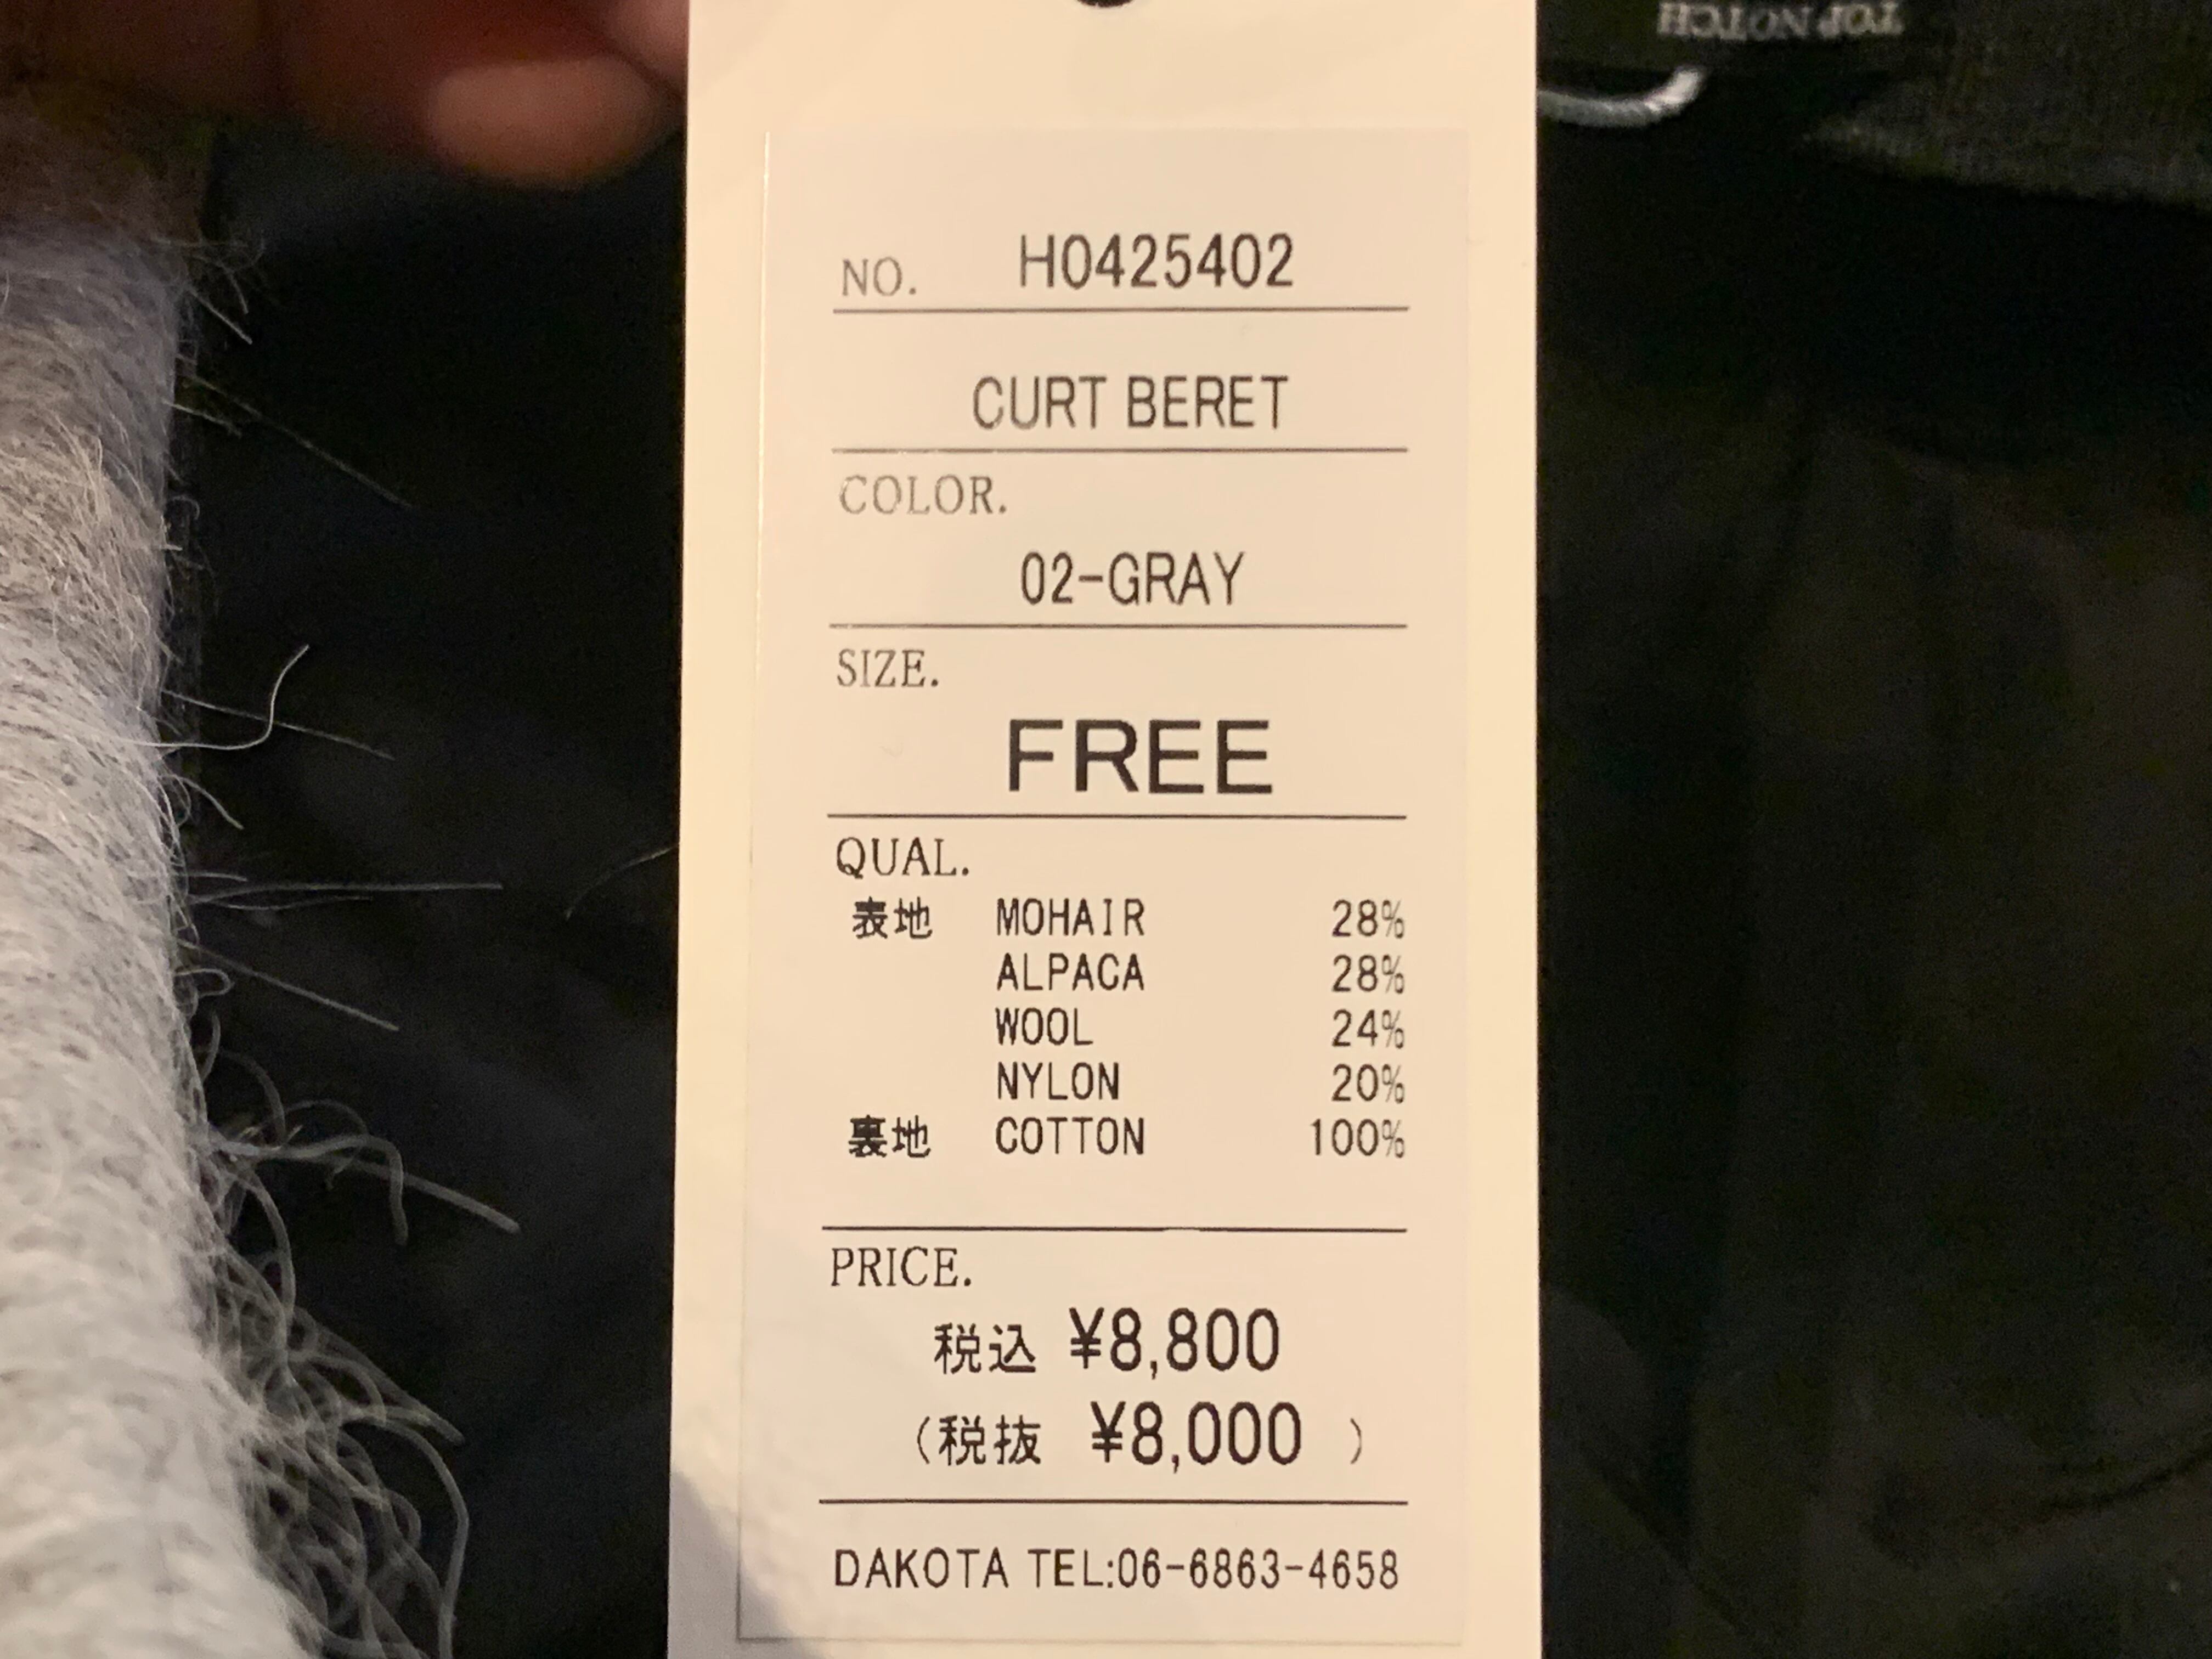 TOP NOTCH
NO. H0425402
CURT BERET
COLOR.
02-GRAY
SIZE.
FREE
QUAL.
表地 MOHAIR 28%
ALPACA 28%
WOOL 24%
NYLON 20%
裏地 COTTON 100%
PRICE.
税込 ¥8,800
(税抜 ¥8,000 )
DAKOTA TEL:06-6863-4658